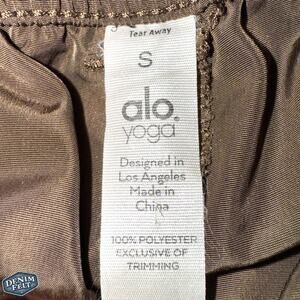 Tear Away
S
alo.
yoga
Designed in
Los Angeles
Made in
China
100% POLYESTER
EXCLUSIVE OF
TRIMMING
DENIM
FELT